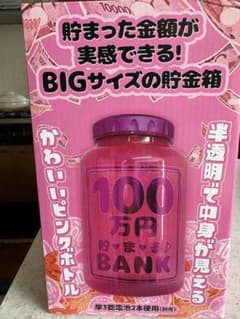 貯まった金額が
実感できる!
BIGサイズの貯金箱
かわいいピンクボトル
半透明で中身が見える
100
万円
貯♥ま♥る♪
BANK
単3乾電池2本使用(別売)